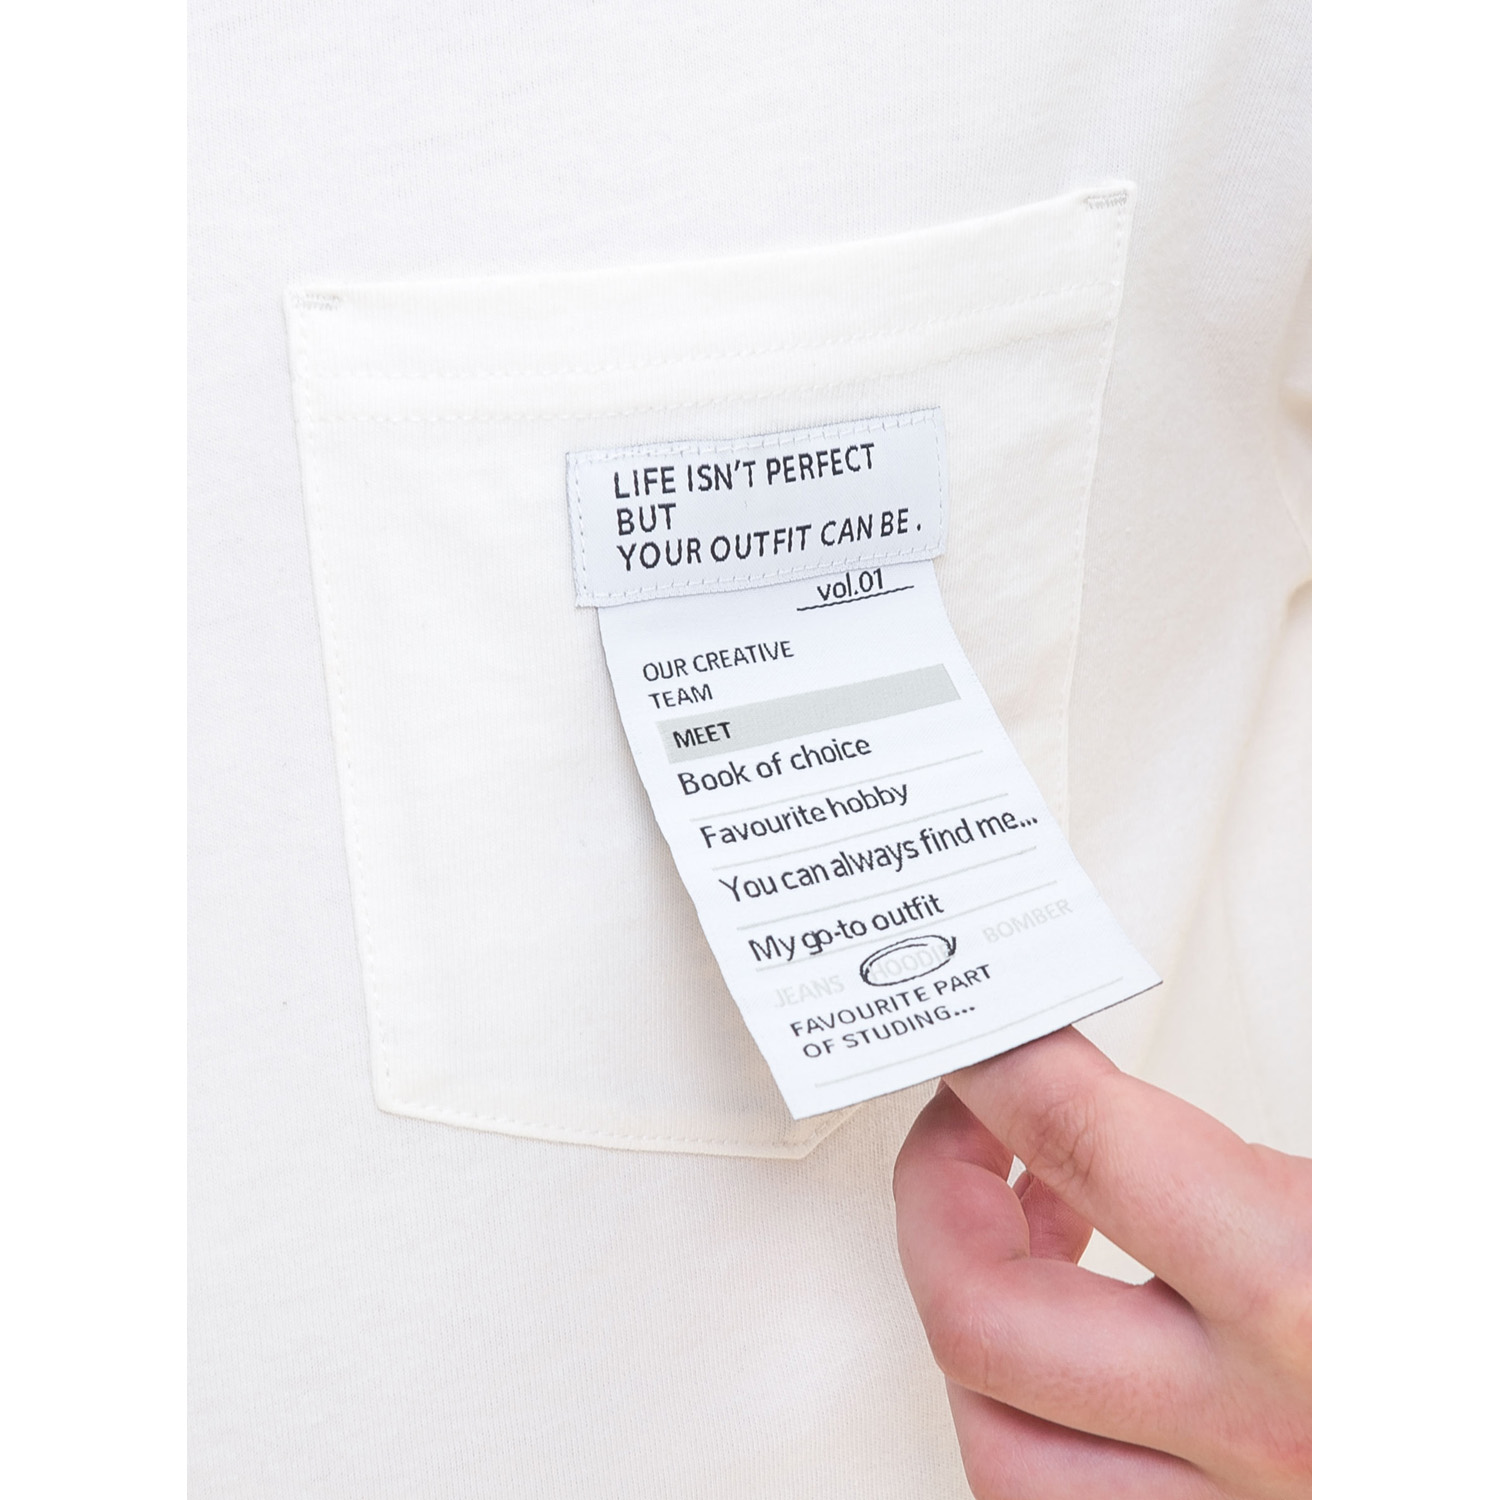 LIFE ISN'T PERFECT
BUT
YOUR OUTFIT CAN BE.
vol.01
OUR CREATIVE
TEAM
MEET
Book of choice
Favourite hobby
You can always find me...
My go-to outfit
JEANS HOODIE BOMBER
FAVOURITE PART
OF STUDING...